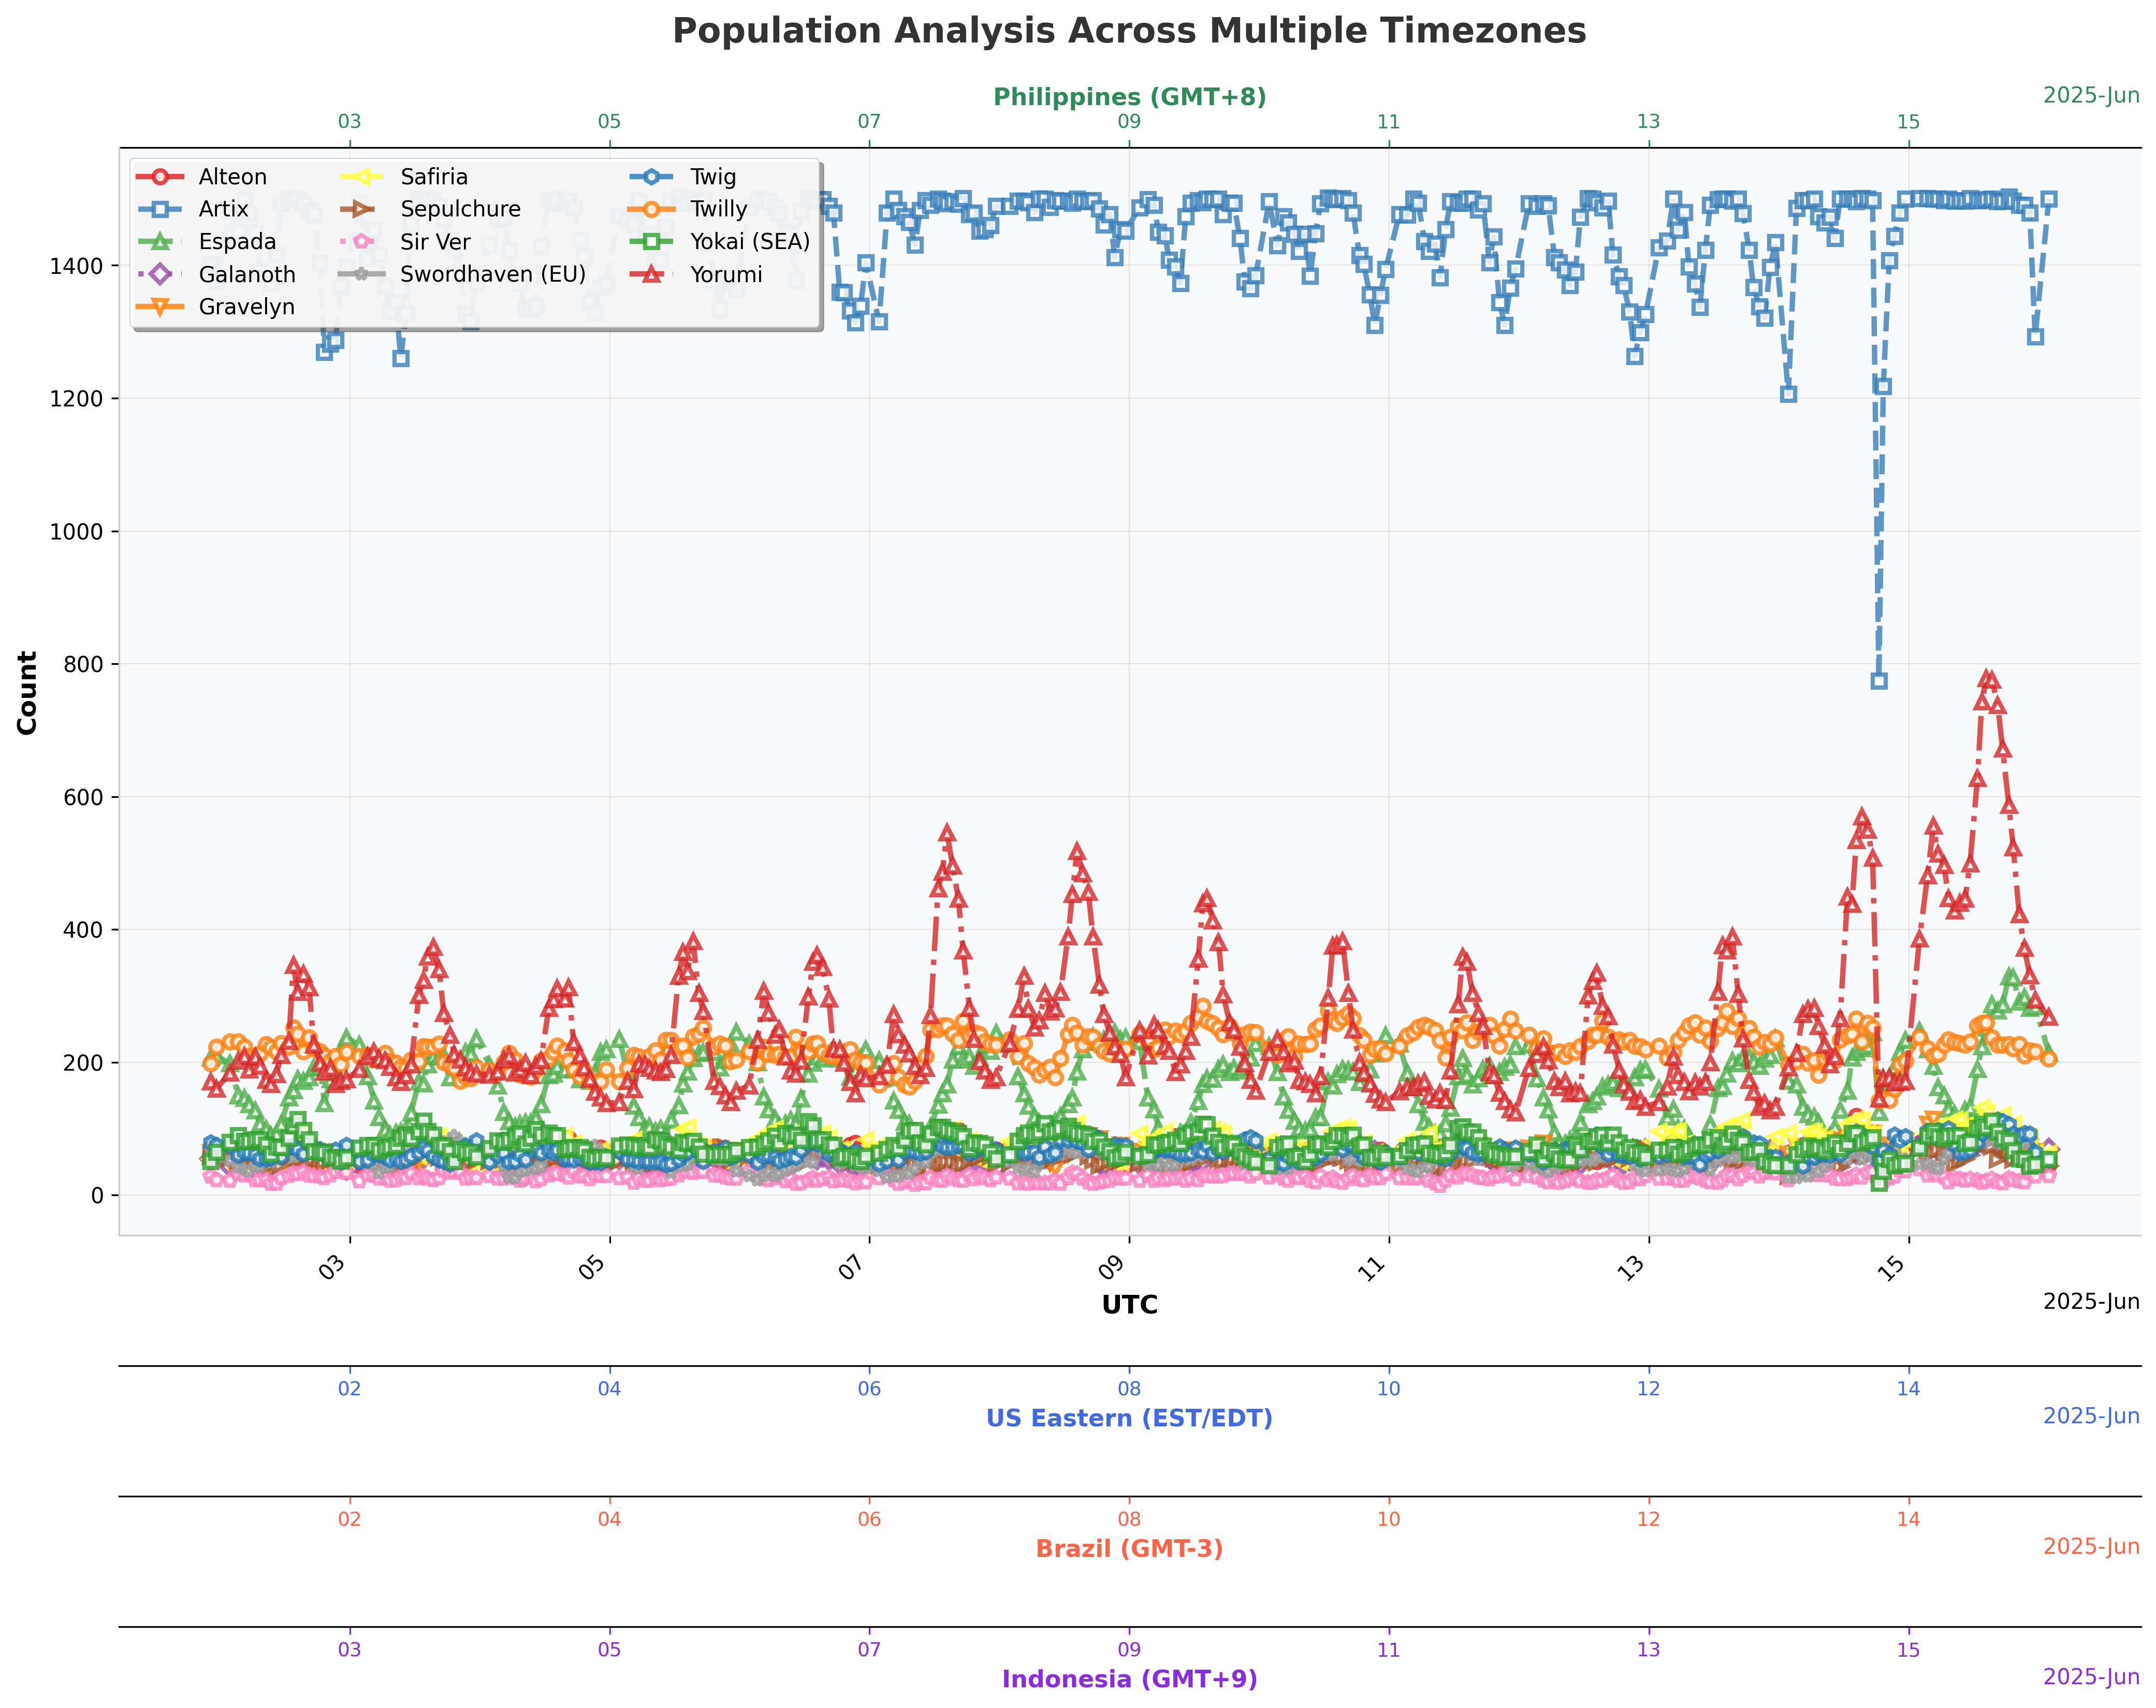 Population Analysis Across Multiple Timezones
Philippines (GMT+8)
2025-Jun
03 05 07 09 11 13 15
Alteon
Artix
Espada
Galanoth
Gravelyn
Safiria
Sepulchure
Sir Ver
Swordhaven (EU)
Twig
Twilly
Yokai (SEA)
Yorumi
Count
1400
1200
1000
800
600
400
200
0
03 05 07 09 11 13 15
UTC
2025-Jun
02 04 06 08 10 12 14
US Eastern (EST/EDT)
2025-Jun
02 04 06 08 10 12 14
Brazil (GMT-3)
2025-Jun
03 05 07 09 11 13 15
Indonesia (GMT+9)
2025-Jun